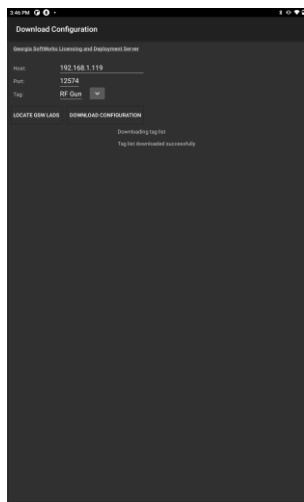 3:46 PM
Download Configuration
Georgia SoftWorks Licensing and Deployment Server
Host: 192.168.1.119
Port: 12574
Tag: RF Gun
LOCATE GSW LADS DOWNLOAD CONFIGURATION
Downloading tag list
Tag list downloaded successfully